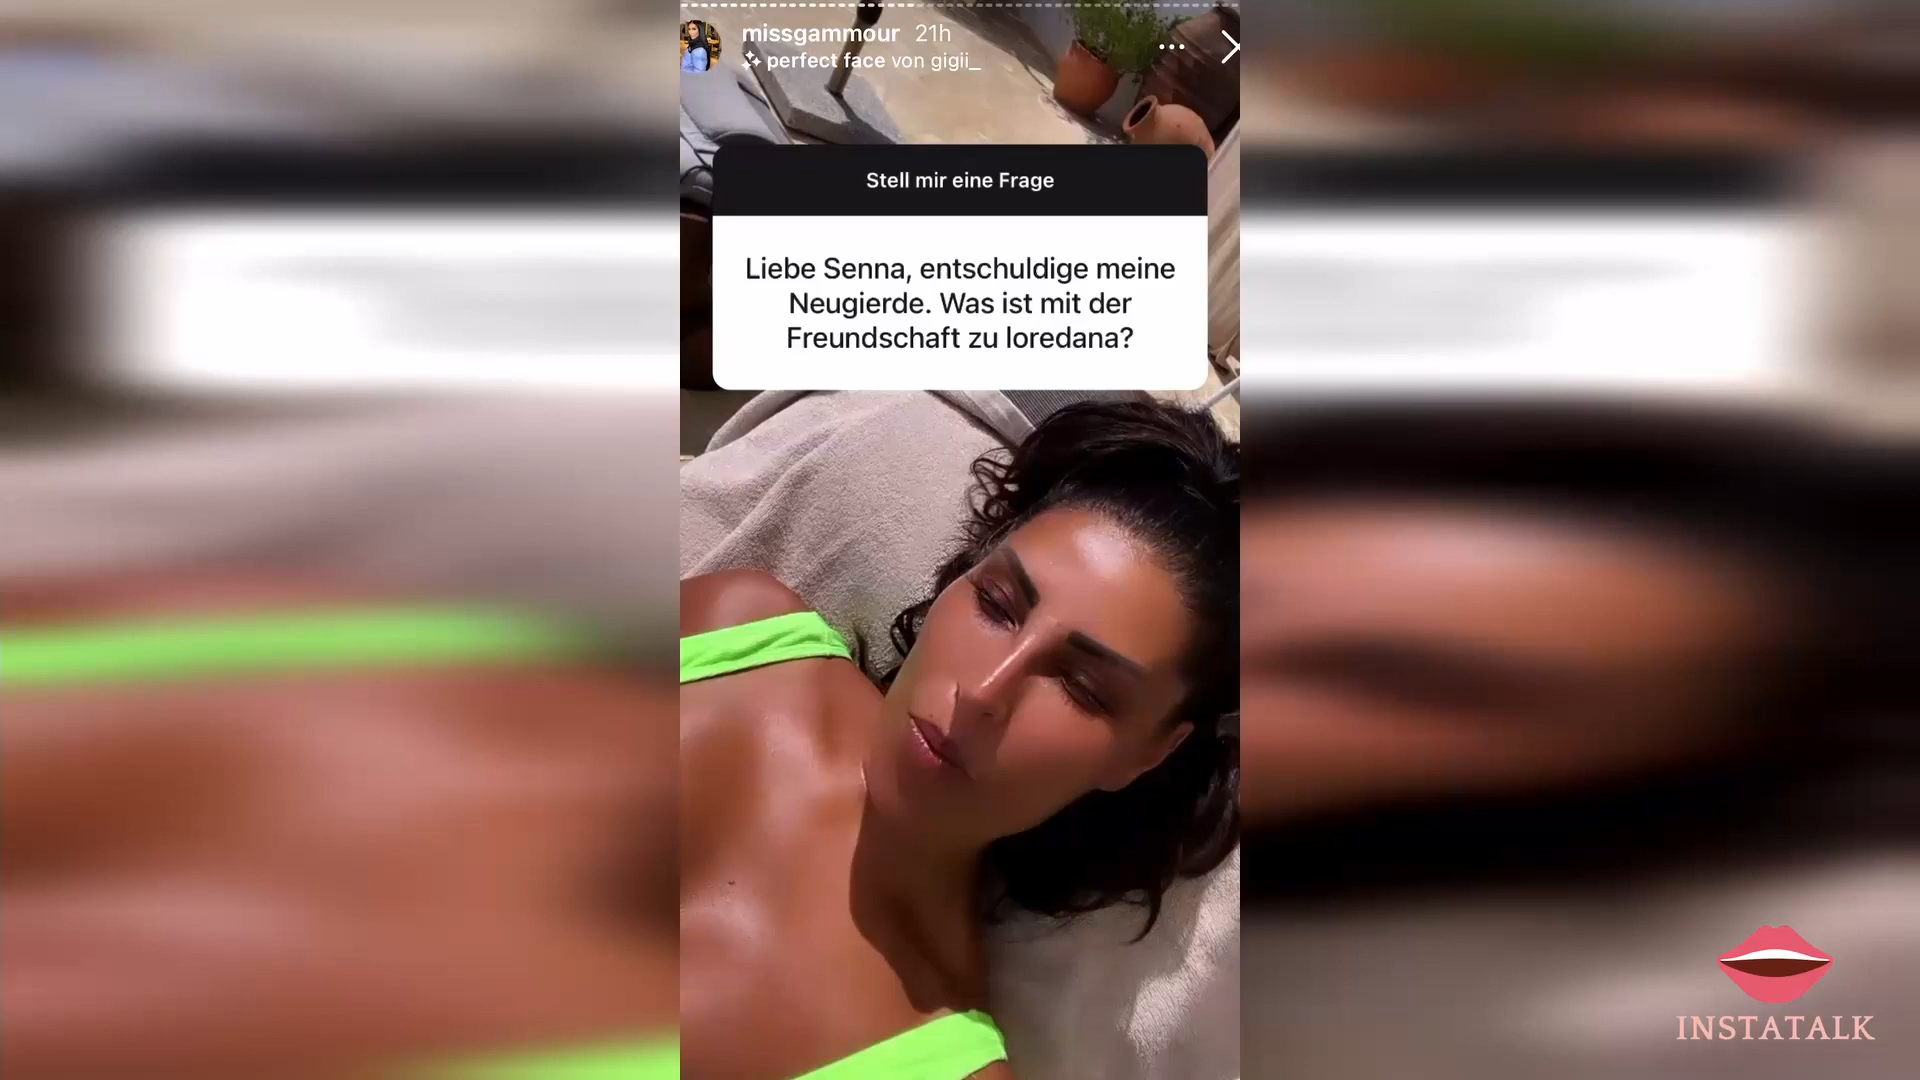 missgammour 21h
perfect face von gigii_
Stell mir eine Frage
Liebe Senna, entschuldige meine
Neugierde. Was ist mit der
Freundschaft zu loredana?
INSTATALK